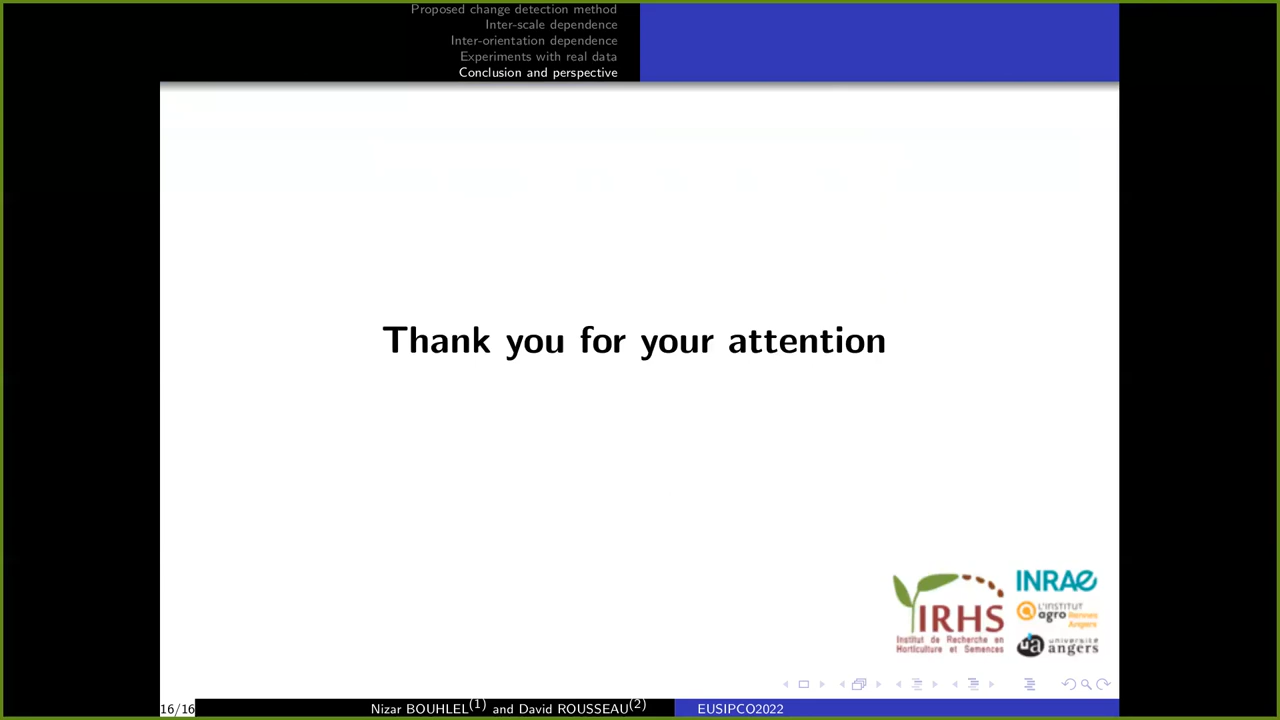 Proposed change detection method
Inter-scale dependence
Inter-orientation dependence
Experiments with real data
Conclusion and perspective
Thank you for your attention
IRHS
Institut de Recherche en
Horticulture et Semences
INRAE
L'INSTITUT
agro Rennes
Angers
ua université
angers
16/16
Nizar BOUHLEL(1) and David ROUSSEAU(2)
EUSIPCO2022